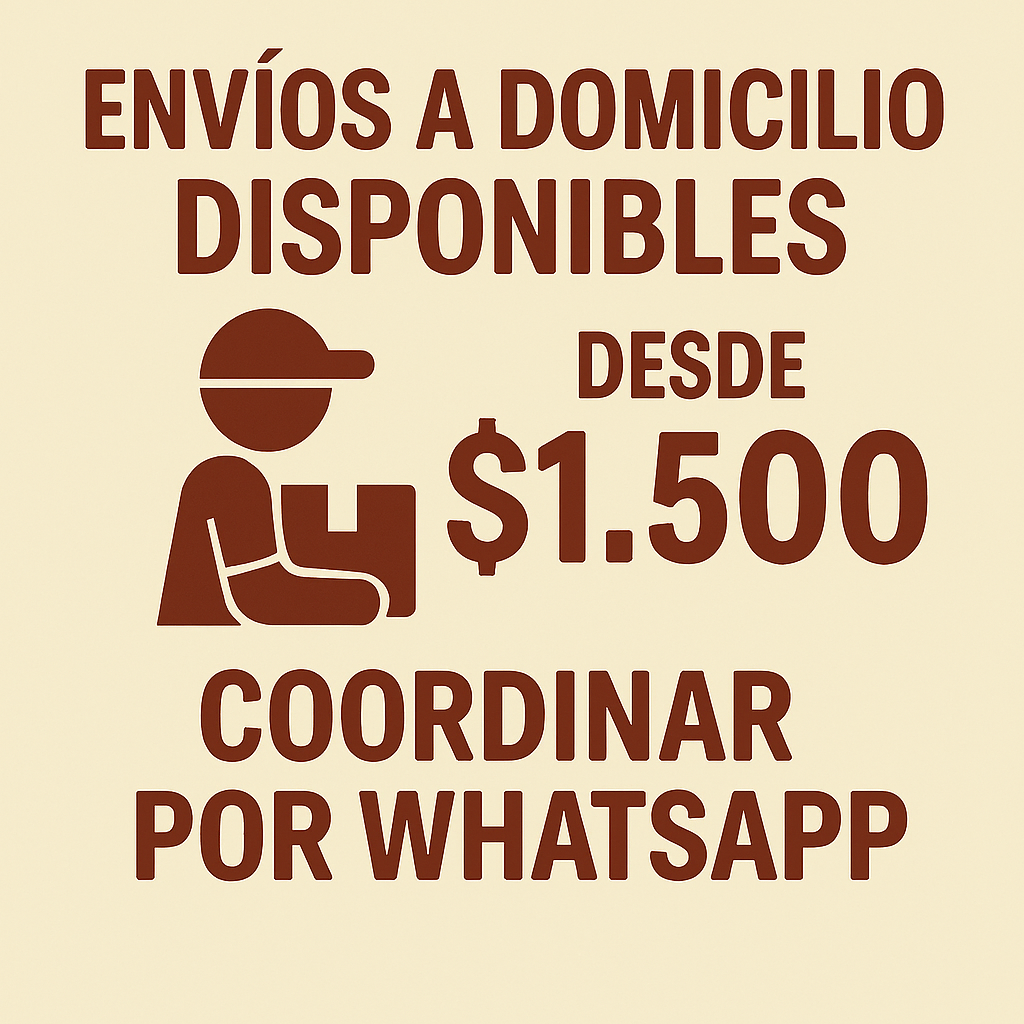 ENVÍOS A DOMICILIO
DISPONIBLES
DESDE
$1.500
COORDINAR
POR WHATSAPP